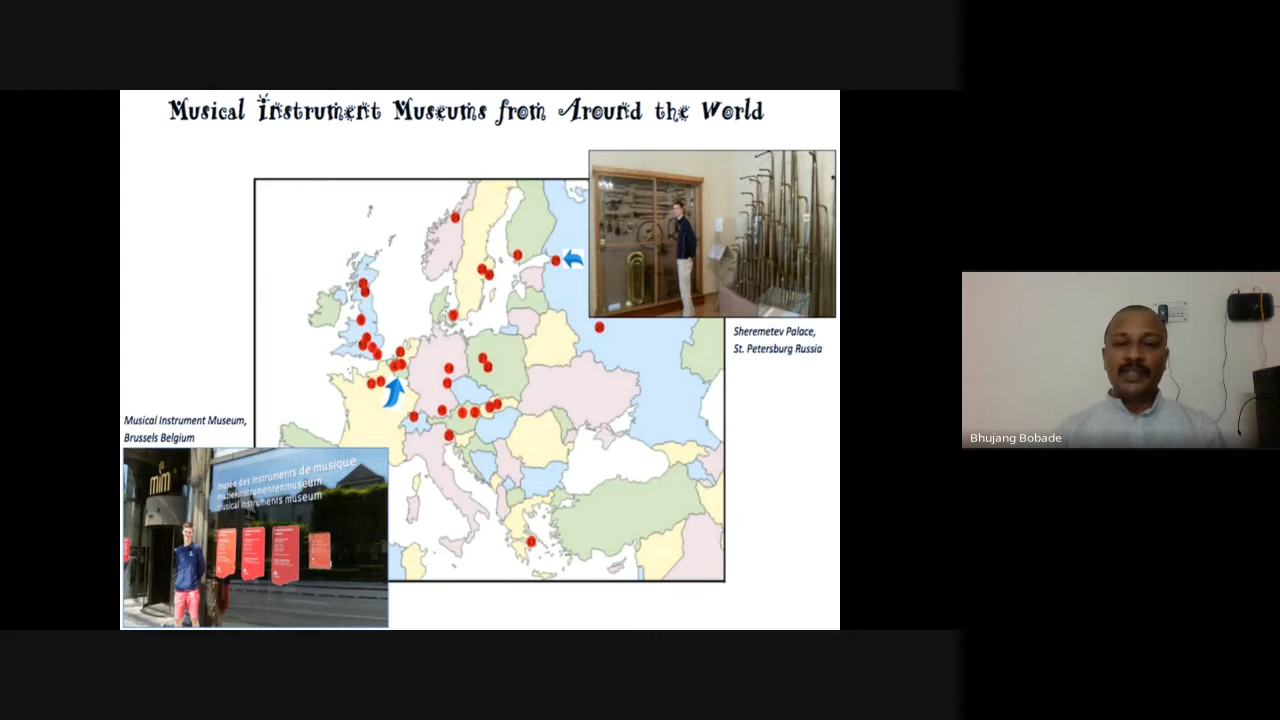 Musical Instrument Museums from Around the World
Sheremetev Palace,
St. Petersburg Russia
Musical Instrument Museum,
Brussels Belgium
mim
musée des instruments de musique
muziekinstrumentenmuseum
musical instruments museum
Bhujang Bobade